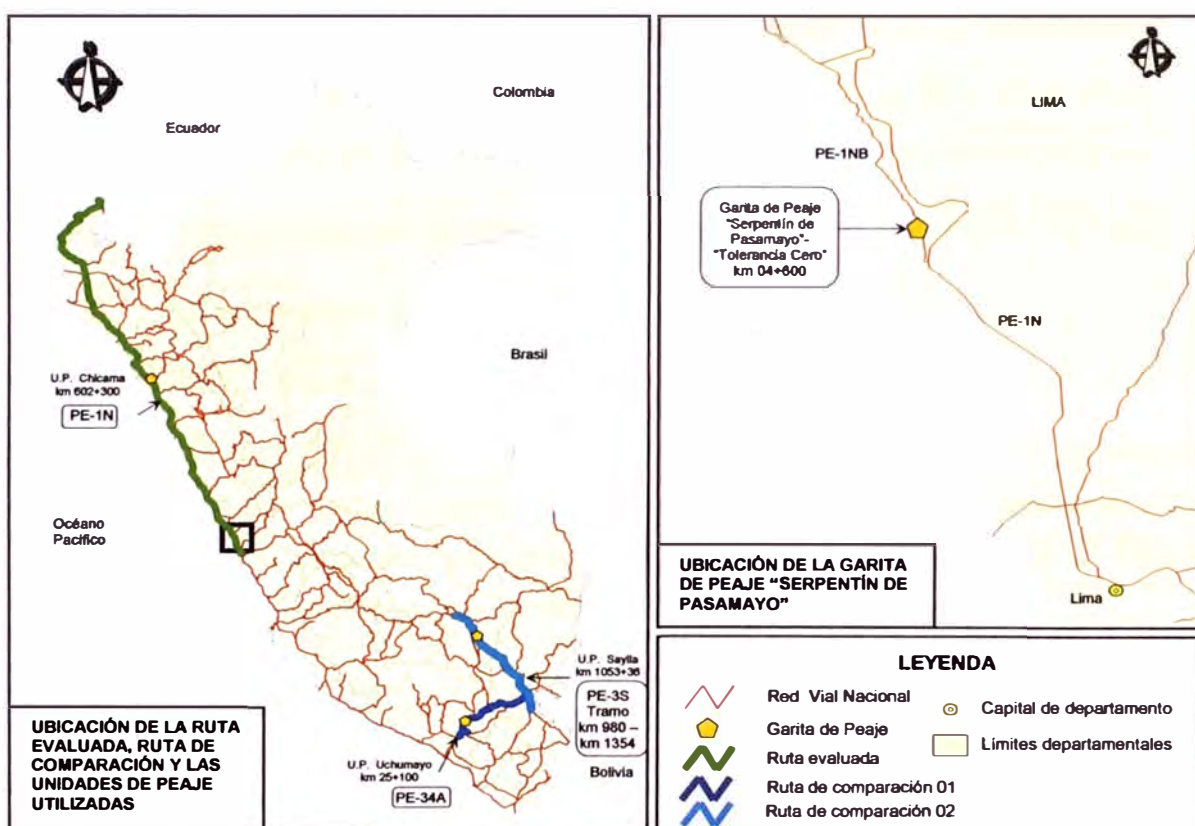 Colombia
Ecuador
Brasil
U.P. Chicama
km 602+300
PE-1N
Océano
Pacífico
U.P. Saylla
km 1053+36
PE-3S
Tramo
km 980 –
km 1354
Bolivia
U.P. Uchumayo
km 25+100
PE-34A
UBICACIÓN DE LA RUTA
EVALUADA, RUTA DE
COMPARACIÓN Y LAS
UNIDADES DE PEAJE
UTILIZADAS
LIMA
PE-1NB
Garita de Peaje
"Serpentín de
Pasamayo"-
"Tolerancia Cero"
km 04+600
PE-1N
Lima
UBICACIÓN DE LA GARITA
DE PEAJE "SERPENTÍN DE
PASAMAYO"
LEYENDA
Red Vial Nacional
Garita de Peaje
Ruta evaluada
Ruta de comparación 01
Ruta de comparación 02
Capital de departamento
Límites departamentales